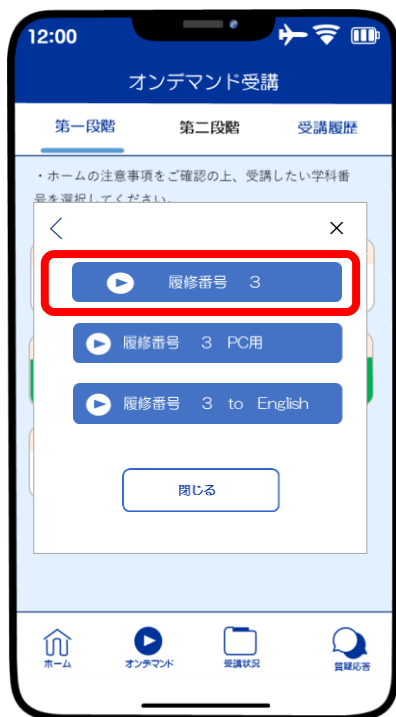 12:00
オンデマンド受講
第一段階 第二段階 受講履歴
・ホームの注意事項をご確認の上、受講したい学科番
号を選択してください。
履修番号 3
履修番号 3 PC用
履修番号 3 to English
閉じる
ホーム オンデマンド 受講状況 質疑応答